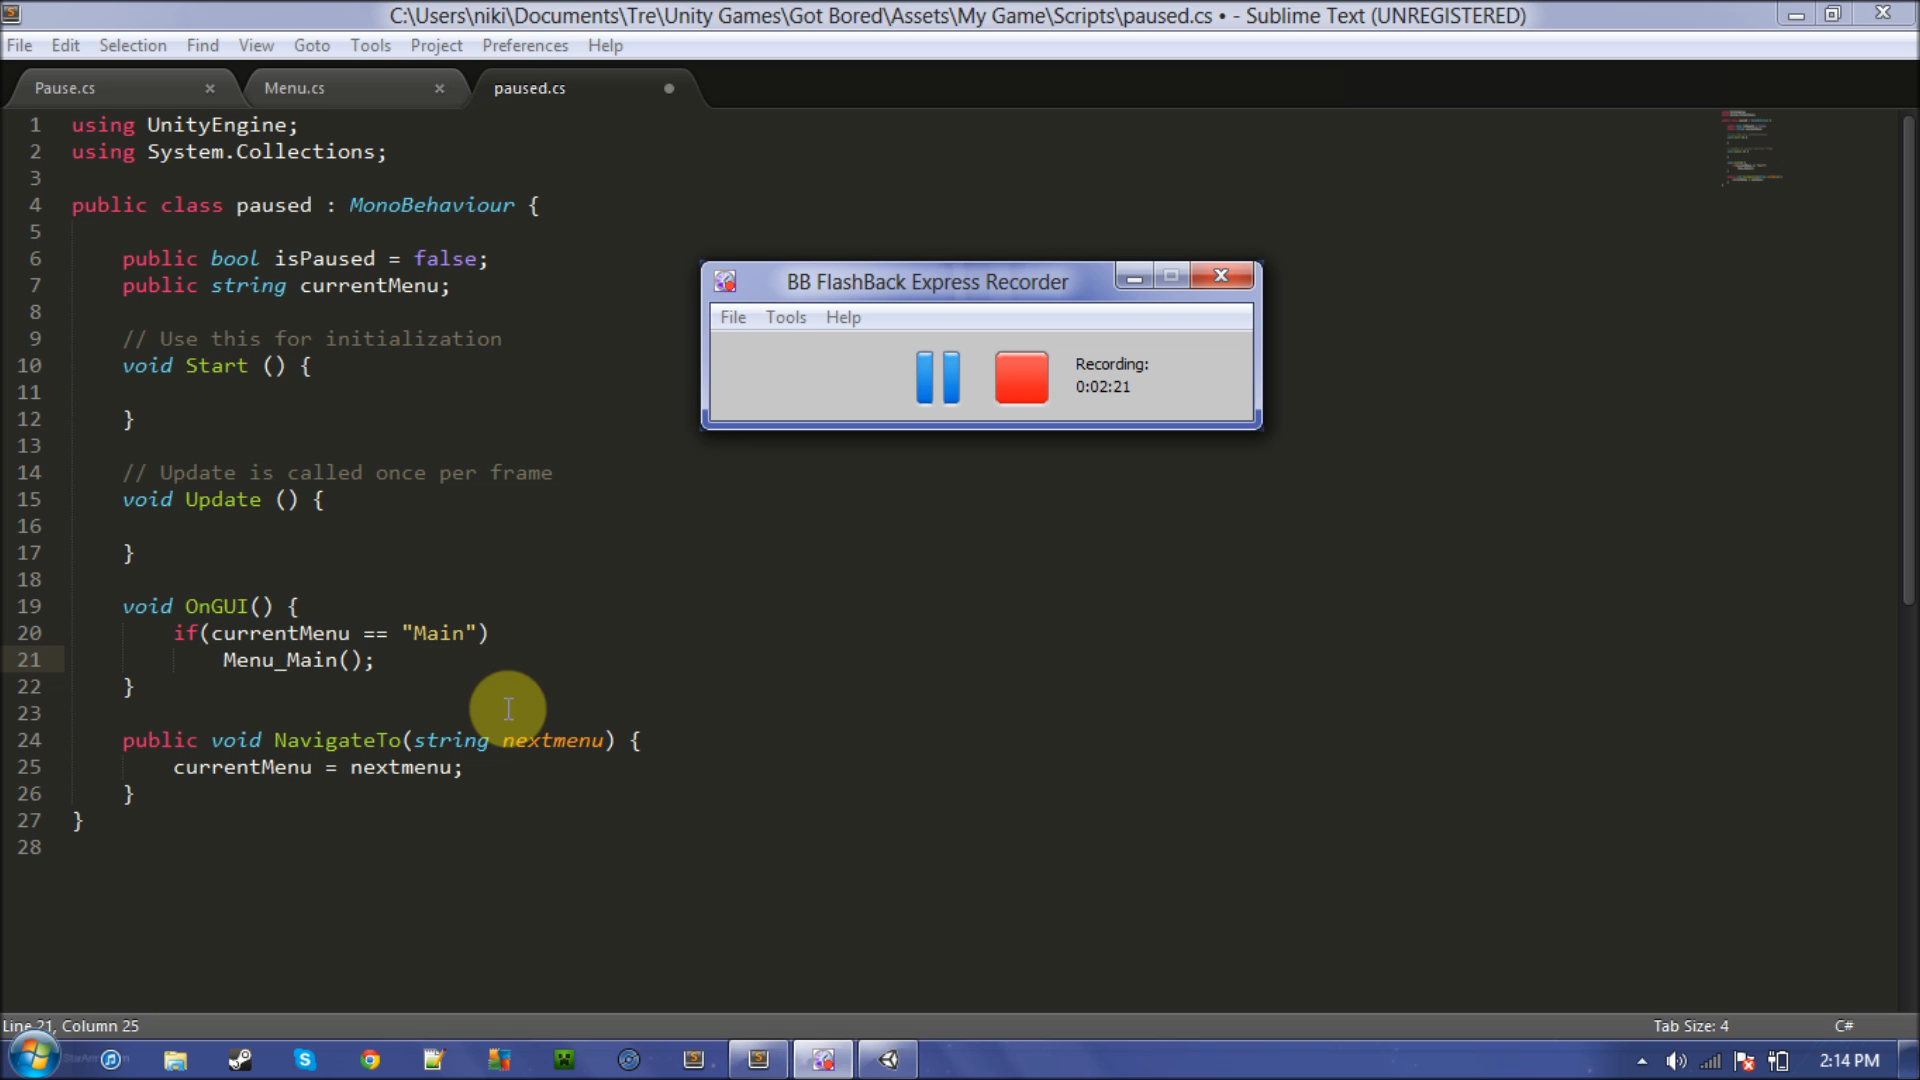 C:\Users\niki\Documents\Tre\Unity Games\Got Bored\Assets\My Game\Scripts\paused.cs • - Sublime Text (UNREGISTERED)
File Edit Selection Find View Goto Tools Project Preferences Help
Pause.cs × Menu.cs × paused.cs
1 using UnityEngine;
2 using System.Collections;
3
4 public class paused : MonoBehaviour {
5
6 public bool isPaused = false;
7 public string currentMenu;
8
9 // Use this for initialization
10 void Start () {
11
12 }
13
14 // Update is called once per frame
15 void Update () {
16
17 }
18
19 void OnGUI() {
20 if(currentMenu == "Main")
21 Menu_Main();
22 }
23
24 public void NavigateTo(string nextmenu) {
25 currentMenu = nextmenu;
26 }
27 }
28
BB FlashBack Express Recorder
File Tools Help
Recording:
0:02:21
Line 21, Column 25
Tab Size: 4 C#
2:14 PM